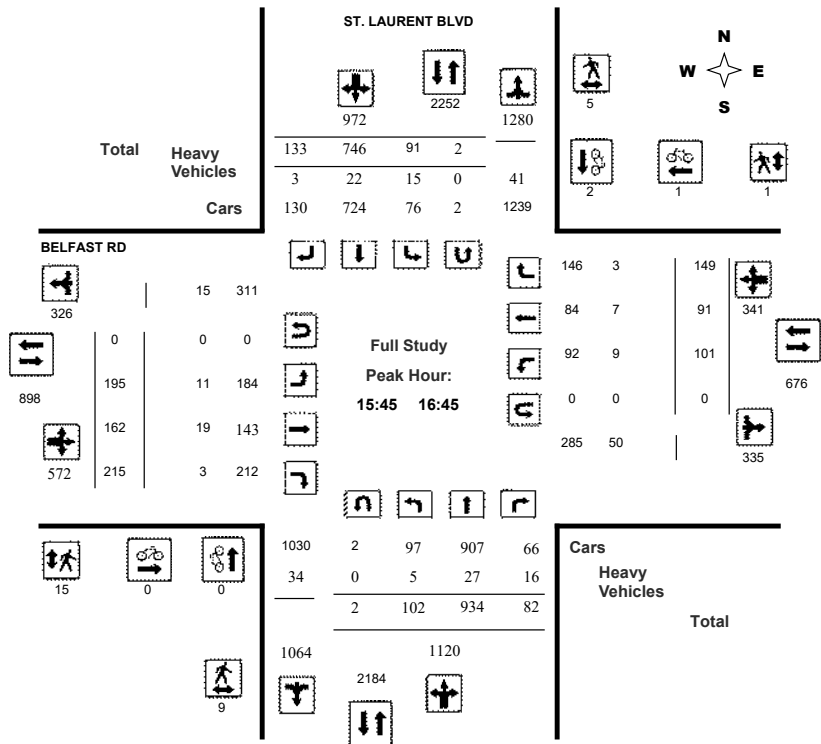 ST. LAURENT BLVD
N
W E
S
972
2252
1280
5
Total Heavy Vehicles
133 746 91 2
3 22 15 0 41
Cars 130 724 76 2 1239
2 1 1
BELFAST RD
326
15 311
0 0 0
898
195 11 184
162 19 143
572
215 3 212
Full Study
Peak Hour:
15:45 16:45
146 3 149
84 7 91 341
92 9 101
676
0 0 0
285 50 335
1030 2 97 907 66 Cars
34 0 5 27 16 Heavy Vehicles
2 102 934 82 Total
15 0 0
1064 1120
2184
9